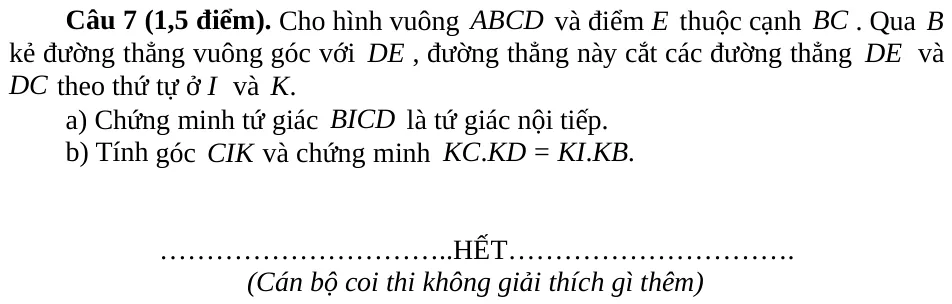 Câu 7 (1,5 điểm). Cho hình vuông ABCD và điểm E thuộc cạnh BC . Qua B
kẻ đường thẳng vuông góc với DE , đường thẳng này cắt các đường thẳng DE và
DC theo thứ tự ở I và K.
a) Chứng minh tứ giác BICD là tứ giác nội tiếp.
b) Tính góc CIK và chứng minh KC.KD = KI.KB.
…………………………..HẾT………………………….
(Cán bộ coi thi không giải thích gì thêm)